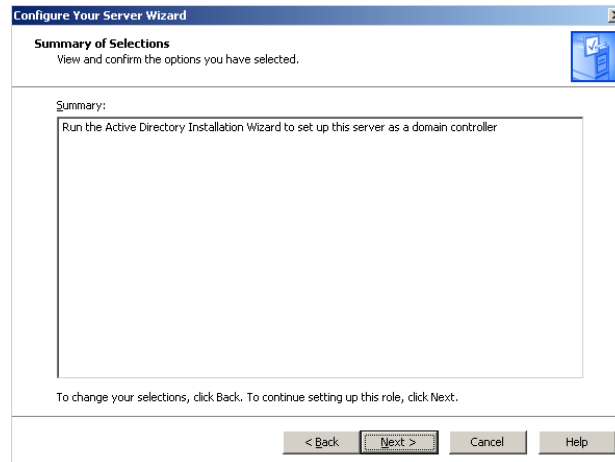 Configure Your Server Wizard
Summary of Selections
View and confirm the options you have selected.
Summary:
Run the Active Directory Installation Wizard to set up this server as a domain controller
To change your selections, click Back. To continue setting up this role, click Next.
< Back
Next >
Cancel
Help